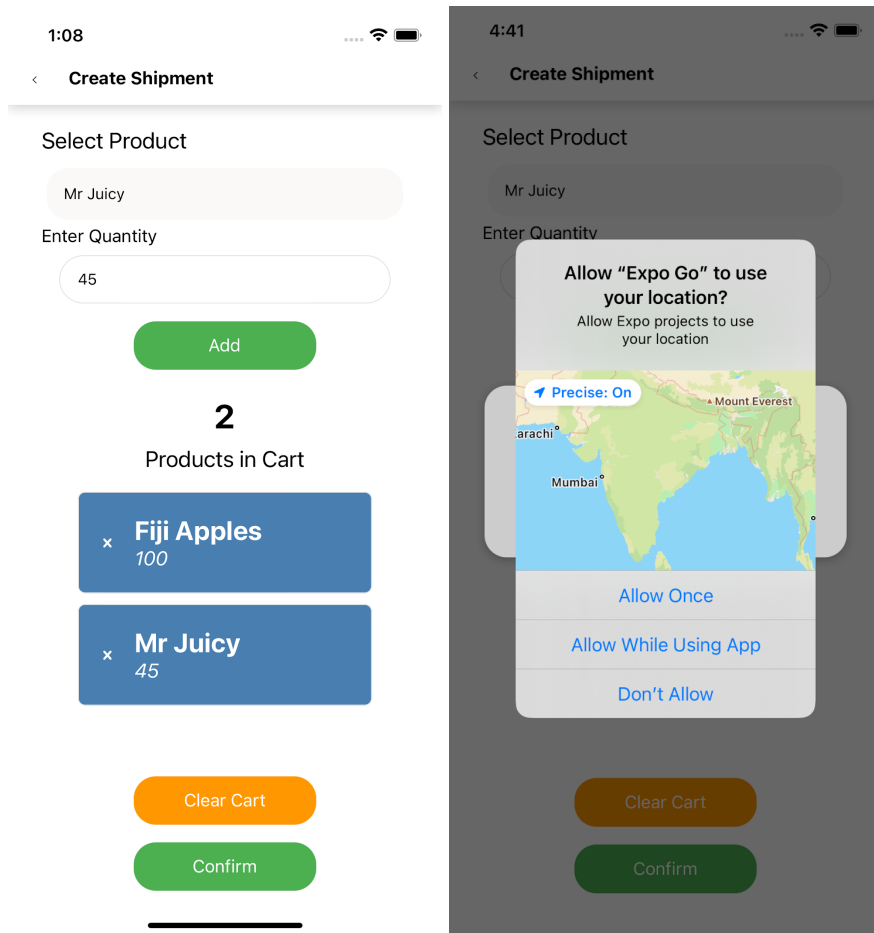 1:08
‹ Create Shipment
Select Product
Mr Juicy
Enter Quantity
45
Add
2
Products in Cart
× Fiji Apples
100
× Mr Juicy
45
Clear Cart
Confirm
4:41
‹ Create Shipment
Select Product
Mr Juicy
Enter Quantity
Allow “Expo Go” to use
your location?
Allow Expo projects to use
your location
Precise: On
Mount Everest
arachi
Mumbai
Allow Once
Allow While Using App
Don’t Allow
Clear Cart
Confirm